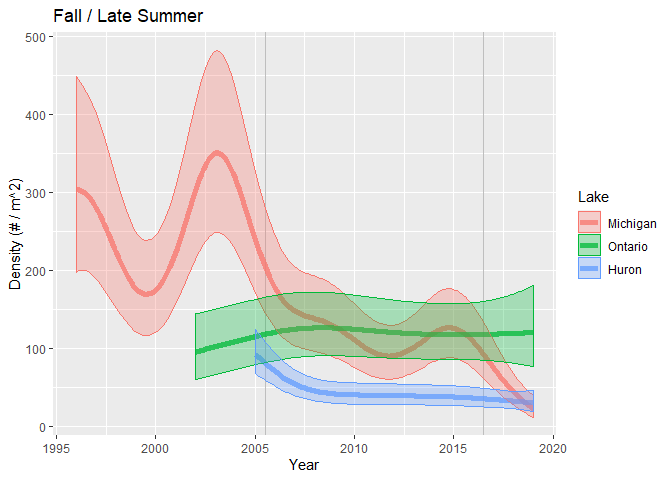 Fall / Late Summer
500
400
300
200
100
0
Density (# / m^2)
1995
2000
2005
2010
2015
2020
Year
Lake
Michigan
Ontario
Huron